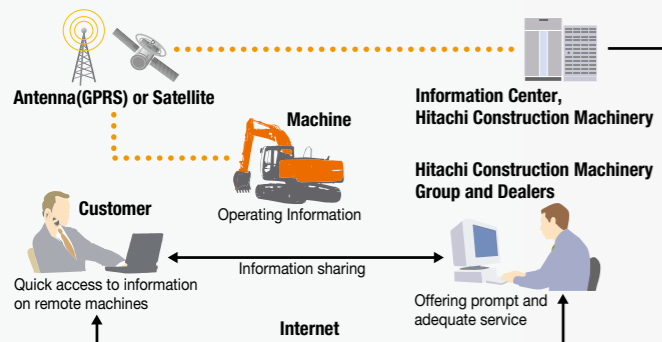 Antenna(GPRS) or Satellite
Information Center,
Hitachi Construction Machinery
Machine
Operating Information
Hitachi Construction Machinery
Group and Dealers
Customer
Information sharing
Quick access to information
on remote machines
Offering prompt and
adequate service
Internet